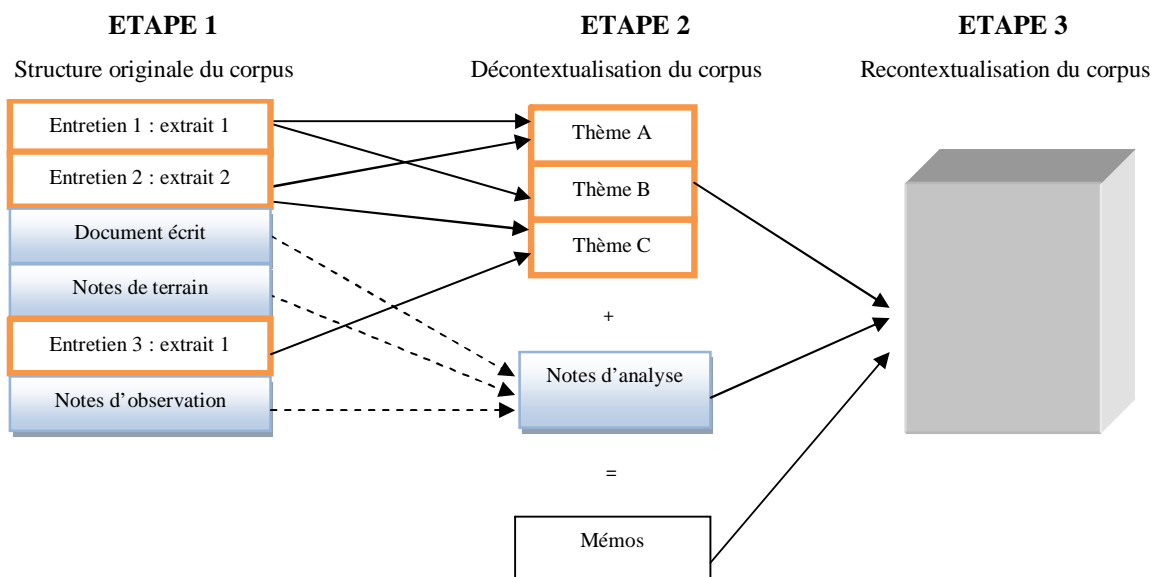 ETAPE 1
ETAPE 2
ETAPE 3
Structure originale du corpus
Décontextualisation du corpus
Recontextualisation du corpus
Entretien 1 : extrait 1
Entretien 2 : extrait 2
Document écrit
Notes de terrain
Entretien 3 : extrait 1
Notes d’observation
Thème A
Thème B
Thème C
+
Notes d’analyse
=
Mémos